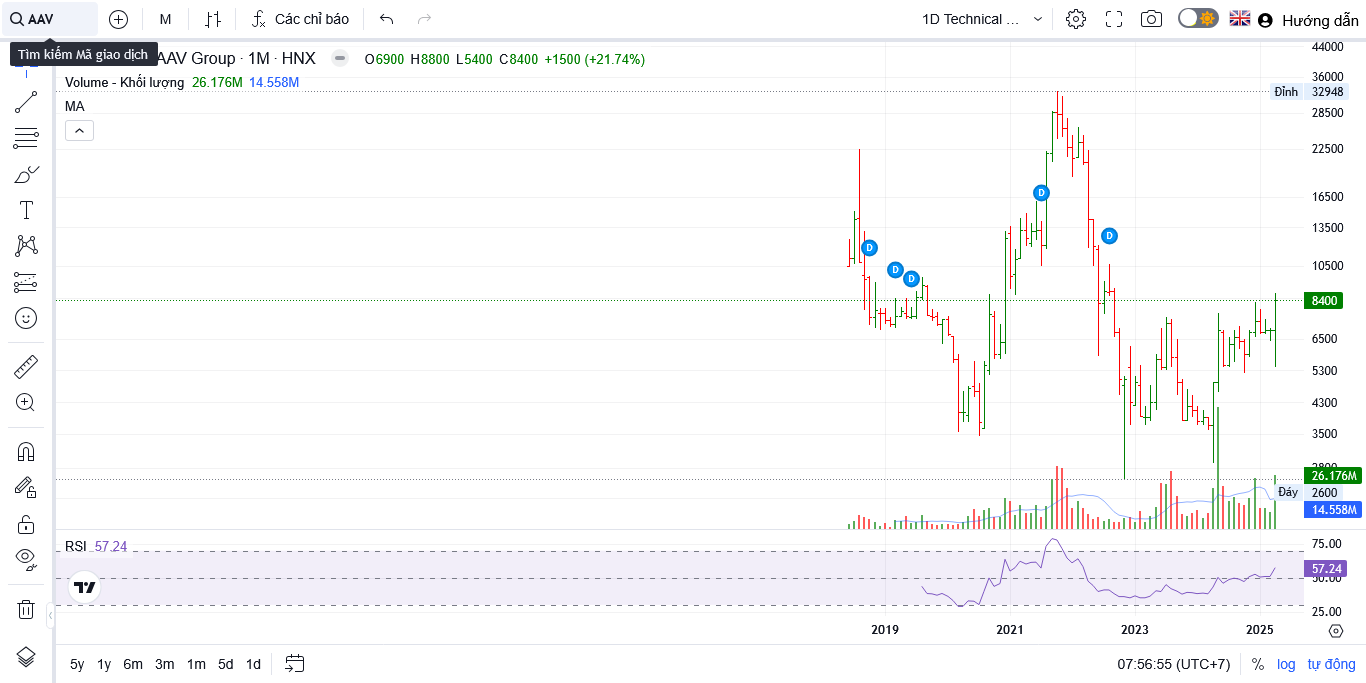 AAV
M
Các chỉ báo
1D Technical ...
Hướng dẫn
Tìm kiếm Mã giao dịch
AAV Group · 1M · HNX
O6900 H8800 L5400 C8400 +1500 (+21.74%)
Volume - Khối lượng 26.176M 14.558M
MA
44000
36000
Đỉnh 32948
28500
22500
16500
13500
10500
8400
6500
5300
4300
3500
2800
26.176M
Đáy 2600
14.558M
D
D
D
D
D
RSI 57.24
75.00
57.24
50.00
25.00
2019 2021 2023 2025
5y 1y 6m 3m 1m 5d 1d
07:56:55 (UTC+7) % log tự động